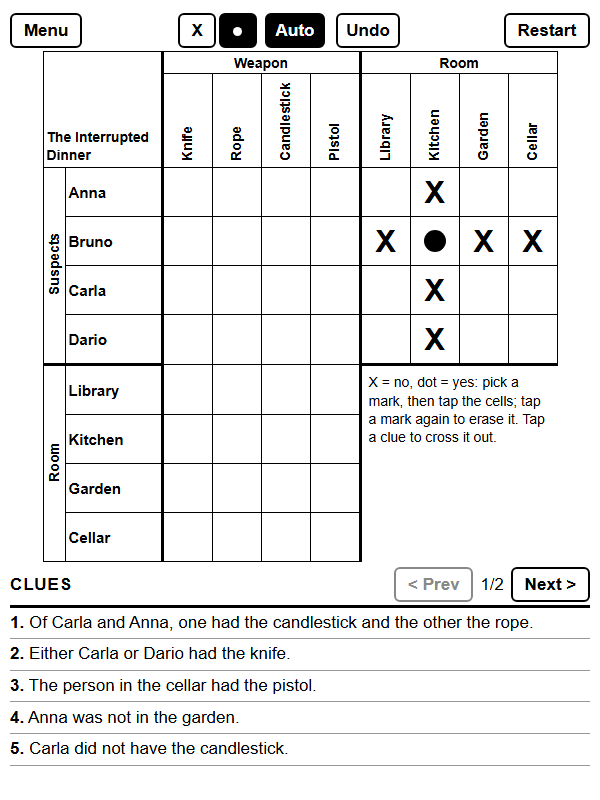 Menu
X
Auto
Undo
Restart
Weapon
Room
The Interrupted
Dinner
Knife
Rope
Candlestick
Pistol
Library
Kitchen
Garden
Cellar
Suspects
Anna
X
Bruno
X
X
X
Carla
X
Dario
X
Room
Library
Kitchen
Garden
Cellar
X = no, dot = yes: pick a
mark, then tap the cells; tap
a mark again to erase it. Tap
a clue to cross it out.
CLUES
< Prev
1/2
Next >
1. Of Carla and Anna, one had the candlestick and the other the rope.
2. Either Carla or Dario had the knife.
3. The person in the cellar had the pistol.
4. Anna was not in the garden.
5. Carla did not have the candlestick.